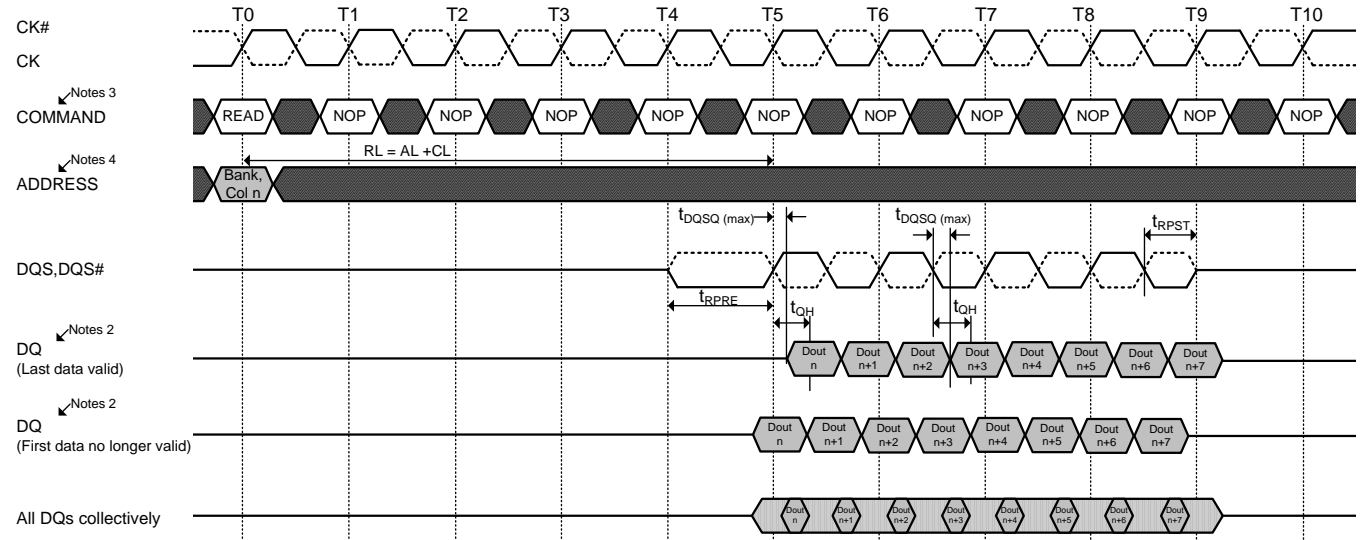 T0 T1 T2 T3 T4 T5 T6 T7 T8 T9 T10
CK#
CK
Notes 3
COMMAND
READ NOP NOP NOP NOP NOP NOP NOP NOP NOP NOP
RL = AL +CL
Notes 4
ADDRESS
Bank,
Col n
tDQSQ (max) tDQSQ (max) tRPST
DQS,DQS#
tRPRE tQH tQH
Notes 2
DQ
(Last data valid)
Dout Dout Dout Dout Dout Dout Dout Dout
n n+1 n+2 n+3 n+4 n+5 n+6 n+7
Notes 2
DQ
(First data no longer valid)
Dout Dout Dout Dout Dout Dout Dout Dout
n n+1 n+2 n+3 n+4 n+5 n+6 n+7
All DQs collectively
Dout Dout Dout Dout Dout Dout Dout Dout
n n+1 n+2 n+3 n+4 n+5 n+6 n+7